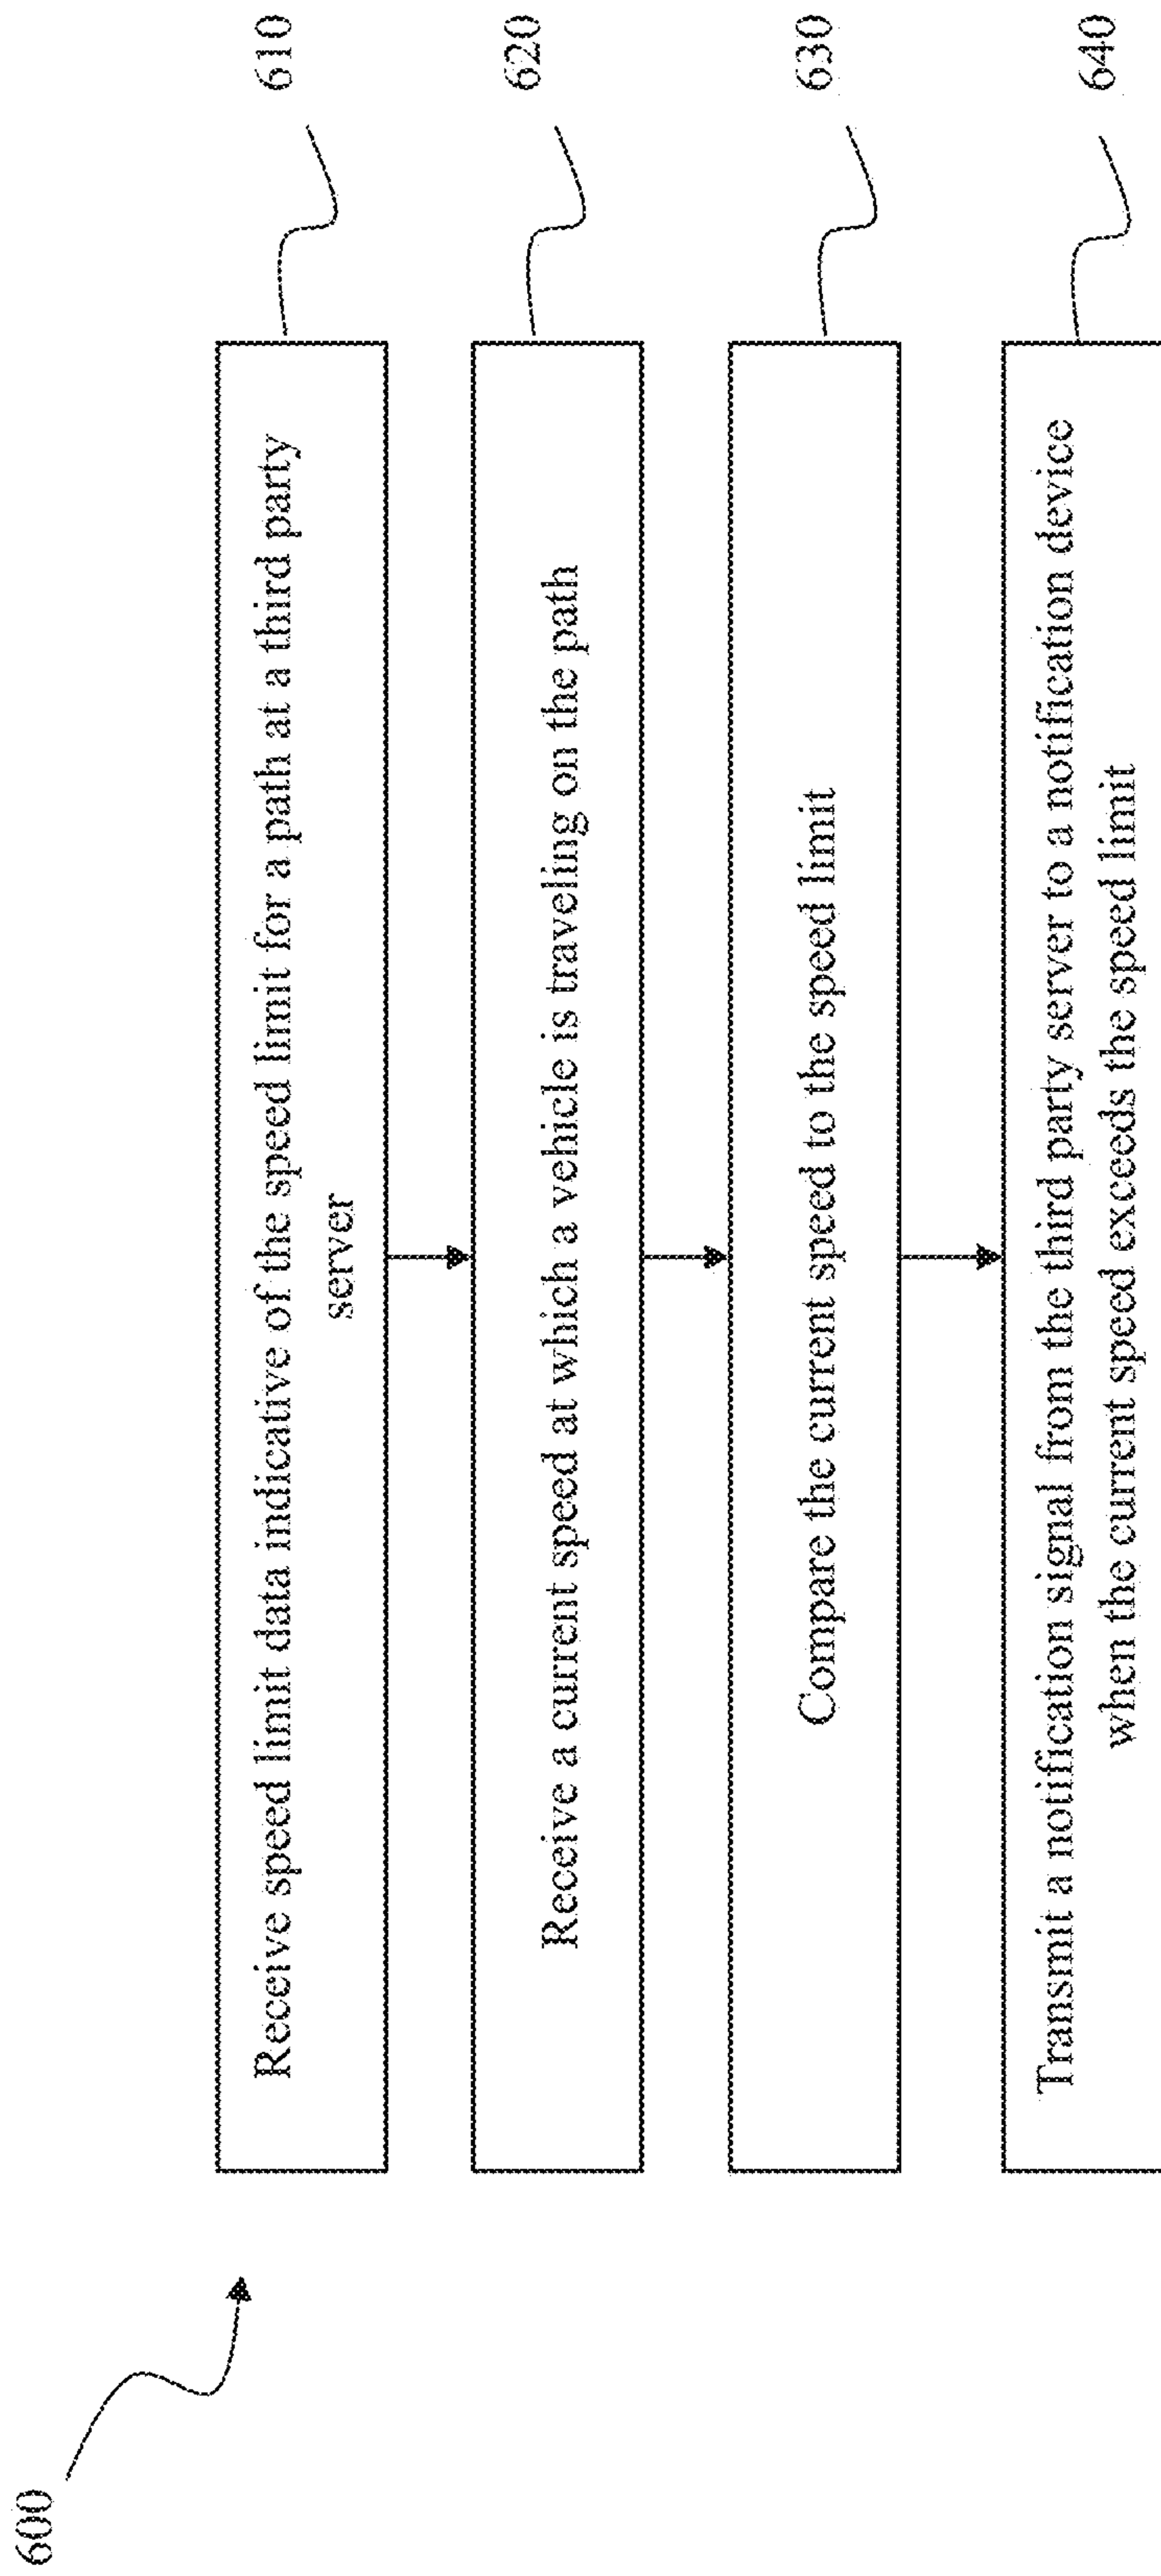 600
Receive speed limit data indicative of the speed limit for a path at a third party
server
610
Receive a current speed at which a vehicle is traveling on the path
620
Compare the current speed to the speed limit
630
Transmit a notification signal from the third party server to a notification device
when the current speed exceeds the speed limit
640